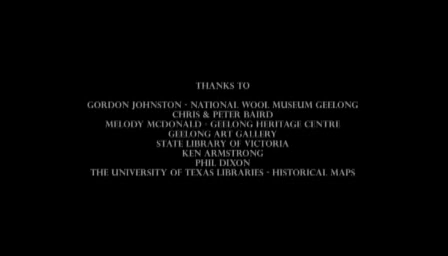 THANKS TO
GORDON JOHNSTON - NATIONAL WOOL MUSEUM GEELONG
CHRIS & PETER BAIRD
MELODY MCDONALD - GEELONG HERITAGE CENTRE
GEELONG ART GALLERY
STATE LIBRARY OF VICTORIA
KEN ARMSTRONG
PHIL DIXON
THE UNIVERSITY OF TEXAS LIBRARIES - HISTORICAL MAPS